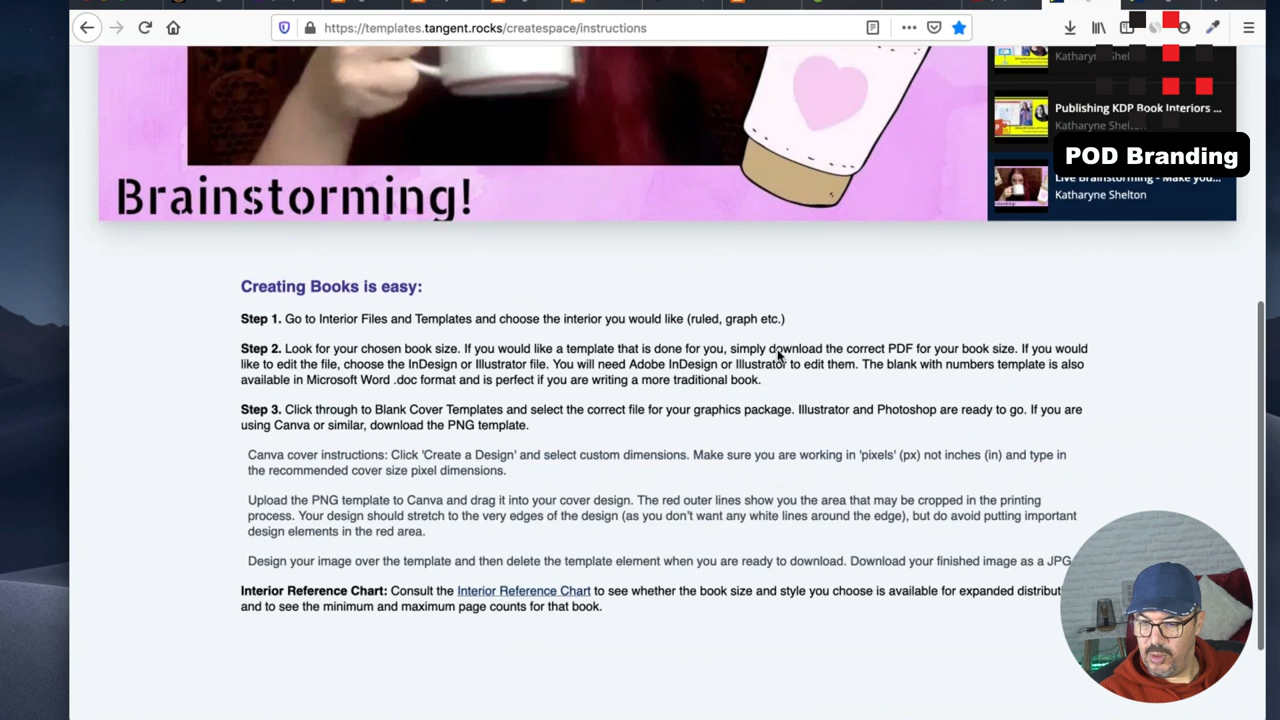 https://templates.tangent.rocks/createspace/instructions
Katharyne
Publishing KDP Book Interiors ...
Katharyne Shel
POD Branding
Live Brainstorming - Make you...
Katharyne Shelton
Brainstorming!
Creating Books is easy:
Step 1. Go to Interior Files and Templates and choose the interior you would like (ruled, graph etc.)
Step 2. Look for your chosen book size. If you would like a template that is done for you, simply download the correct PDF for your book size. If you would
like to edit the file, choose the InDesign or Illustrator file. You will need Adobe InDesign or Illustrator to edit them. The blank with numbers template is also
available in Microsoft Word .doc format and is perfect if you are writing a more traditional book.
Step 3. Click through to Blank Cover Templates and select the correct file for your graphics package. Illustrator and Photoshop are ready to go. If you are
using Canva or similar, download the PNG template.
Canva cover instructions: Click 'Create a Design' and select custom dimensions. Make sure you are working in 'pixels' (px) not inches (in) and type in
the recommended cover size pixel dimensions.
Upload the PNG template to Canva and drag it into your cover design. The red outer lines show you the area that may be cropped in the printing
process. Your design should stretch to the very edges of the design (as you don't want any white lines around the edge), but do avoid putting important
design elements in the red area.
Design your image over the template and then delete the template element when you are ready to download. Download your finished image as a JPG
Interior Reference Chart: Consult the Interior Reference Chart to see whether the book size and style you choose is available for expanded distribut
and to see the minimum and maximum page counts for that book.